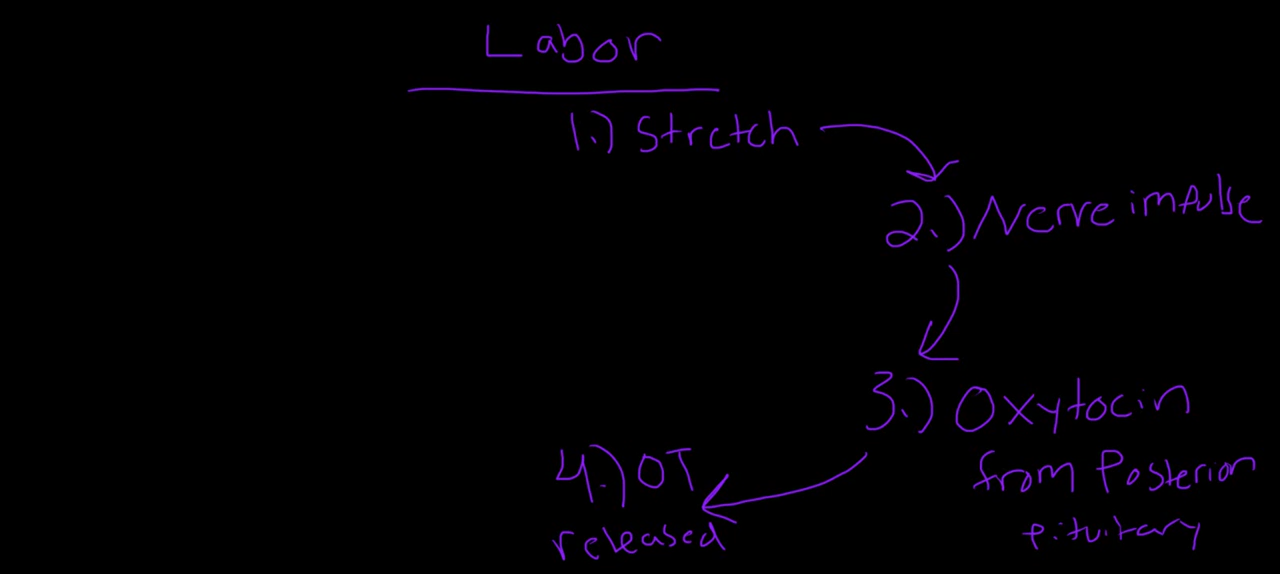 Labor
1.) Stretch
2.) Nerve impulse
3.) Oxytocin
from Posterior
pituitary
4.) OT
released